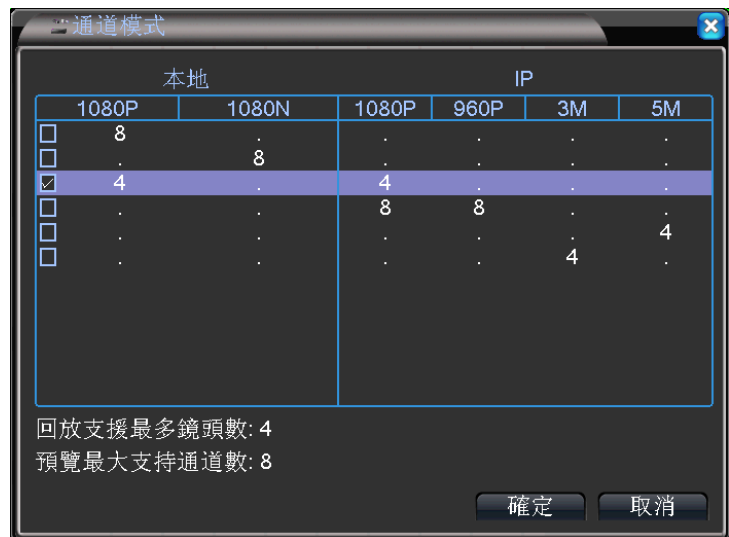 通道模式
本地 IP
1080P 1080N 1080P 960P 3M 5M
8 . . . . .
. 8 . . . .
4 . 4 . . .
. . 8 8 . .
. . . . . 4
. . . . 4 .
回放支援最多鏡頭數: 4
預覽最大支持通道數: 8
確定 取消